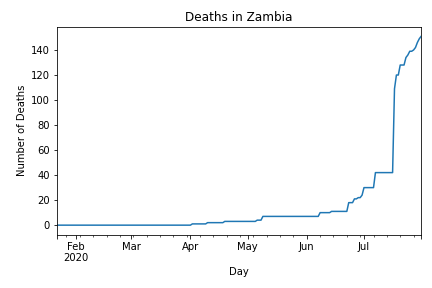 Deaths in Zambia
Number of Deaths
140
120
100
80
60
40
20
0
Feb
2020
Mar
Apr
May
Jun
Jul
Day